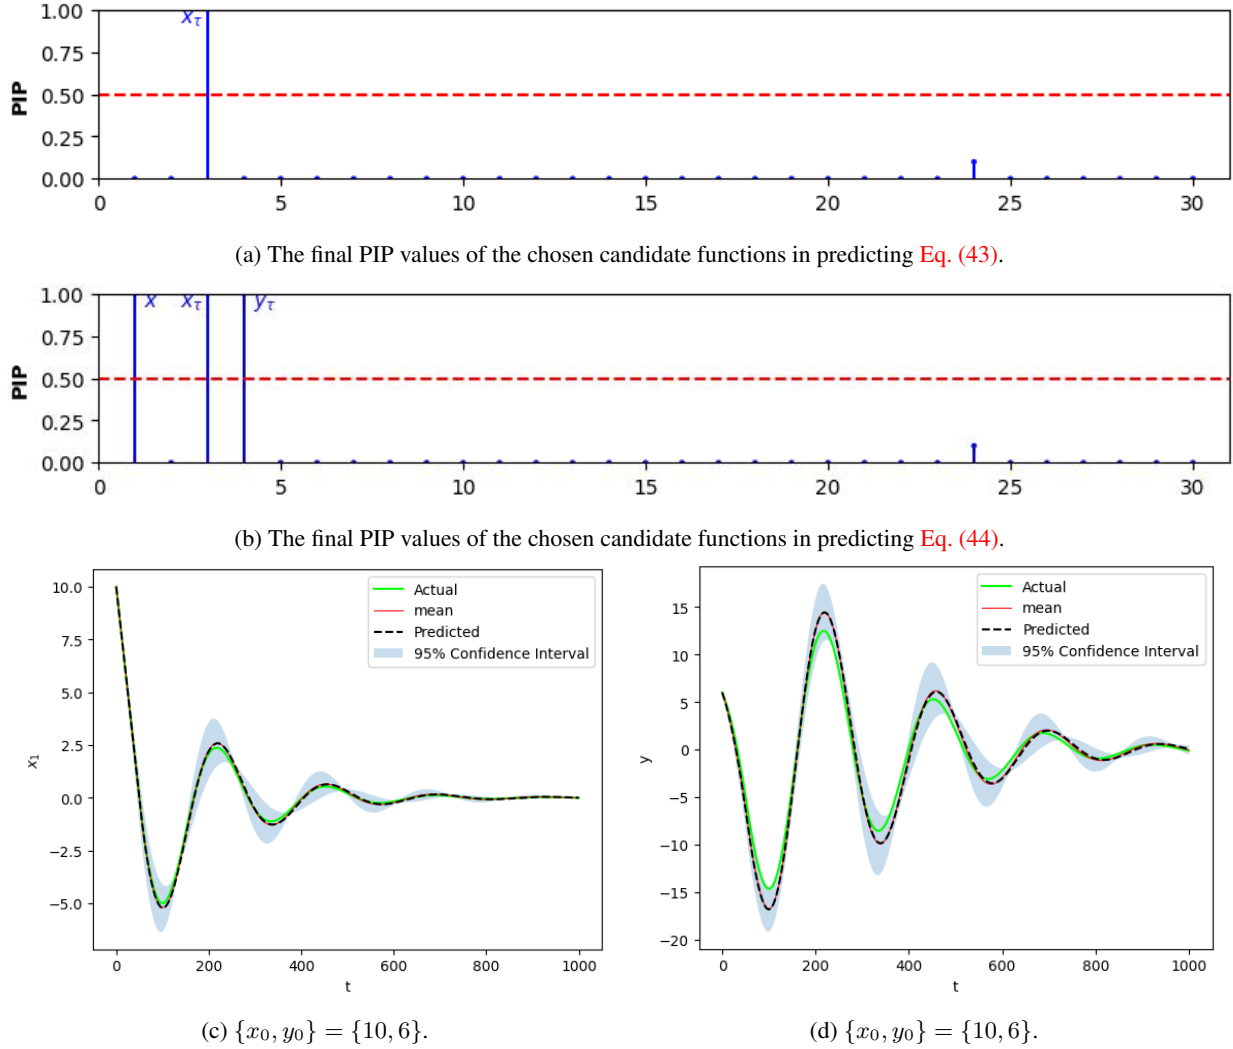 1.00
0.75
0.50
0.25
0.00
PIP
x_τ
0 5 10 15 20 25 30
(a) The final PIP values of the chosen candidate functions in predicting Eq. (43).
1.00
0.75
0.50
0.25
0.00
PIP
x x_τ y_τ
0 5 10 15 20 25 30
(b) The final PIP values of the chosen candidate functions in predicting Eq. (44).
10.0
7.5
5.0
2.5
0.0
−2.5
−5.0
x₁
Actual
mean
Predicted
95% Confidence Interval
0 200 400 600 800 1000
t
(c) {x₀, y₀} = {10, 6}.
15
10
5
0
−5
−10
−15
−20
y
Actual
mean
Predicted
95% Confidence Interval
0 200 400 600 800 1000
t
(d) {x₀, y₀} = {10, 6}.